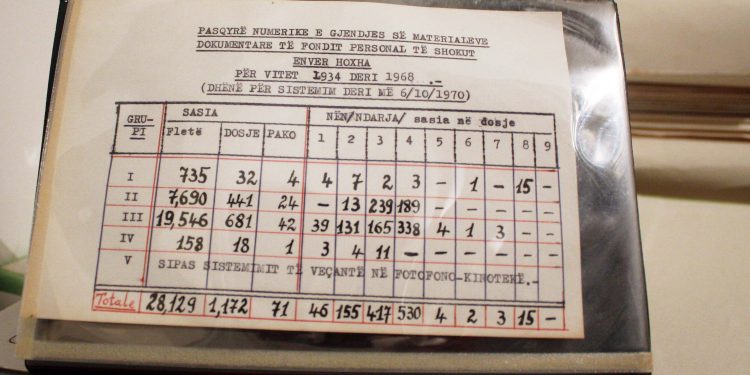 PASQYRË NUMERIKE E GJENDJES SË MATERIALEVE
DOKUMENTARE TË FONDIT PERSONAL TË SHOKUT
ENVER HOXHA
PËR VITET 1934 DERI 1968 .-
(DHËNË PËR SISTEMIM DERI MË 6/10/1970)
GRU-PI SASIA NËN/NDARJA/ sasia në dosje
Fletë DOSJE PAKO 1 2 3 4 5 6 7 8 9
I 735 32 4 4 7 2 3 - 1 - 15 -
II 7,690 441 24 - 13 239 189 - - - - -
III 19,546 681 42 39 131 165 338 4 1 3 - -
IV 158 18 1 3 4 11 - - - - - -
V SIPAS SISTEMIMIT TË VEÇANTË NË FOTOFONO-KINOTEKË.-
Totale 28,129 1,172 71 46 155 417 530 4 2 3 15 -